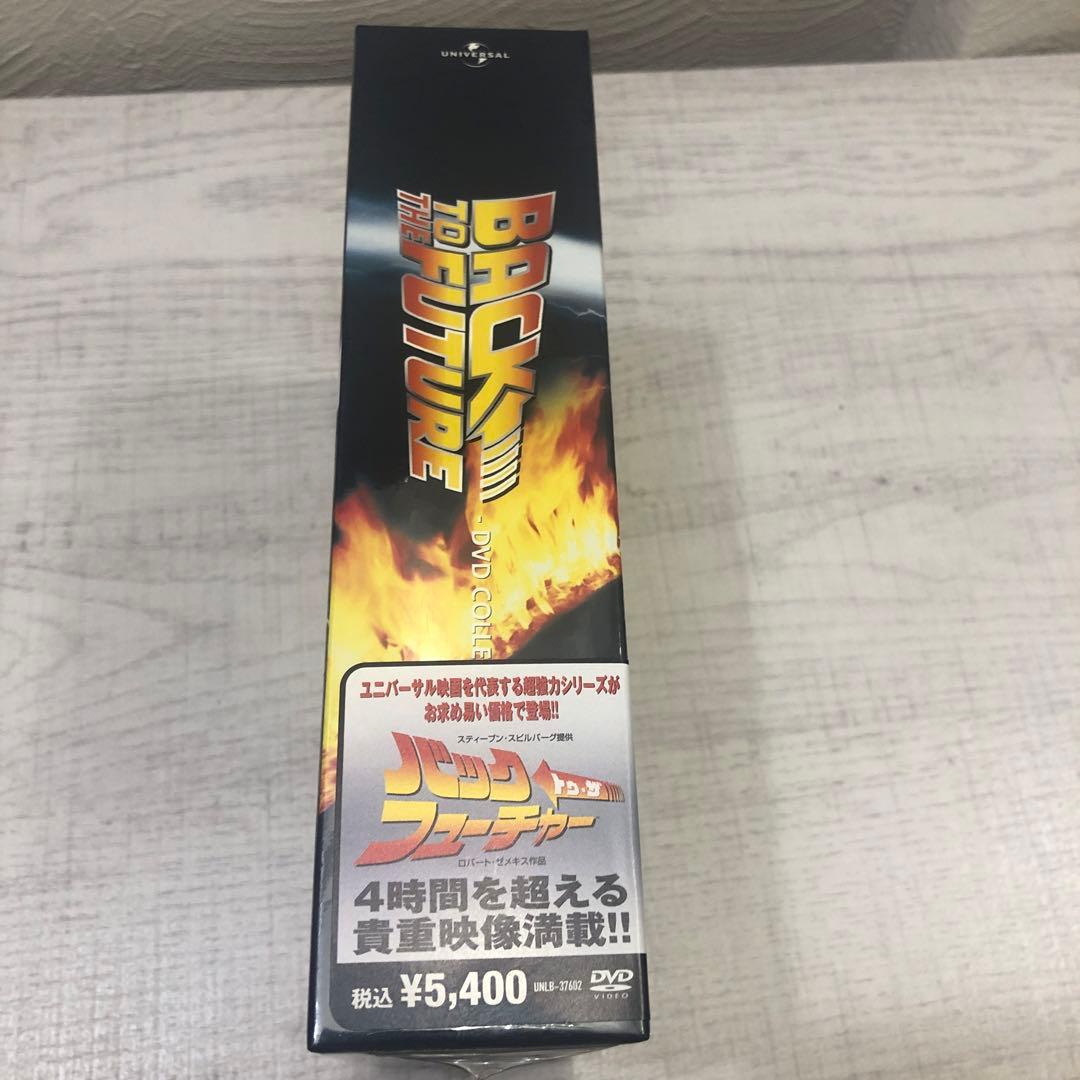 UNIVERSAL
BACK
TO
THE
FUTURE
- DVD COLLE
ユニバーサル映画を代表する超強力シリーズが
お求め易い価格で登場!!
スティーブン・スピルバーグ提供
バック
トゥ・ザ
フューチャー
ロバート・ゼメキス作品
4時間を超える
貴重映像満載!!
税込 ¥5,400 UNLB-37602 DVD
VIDEO